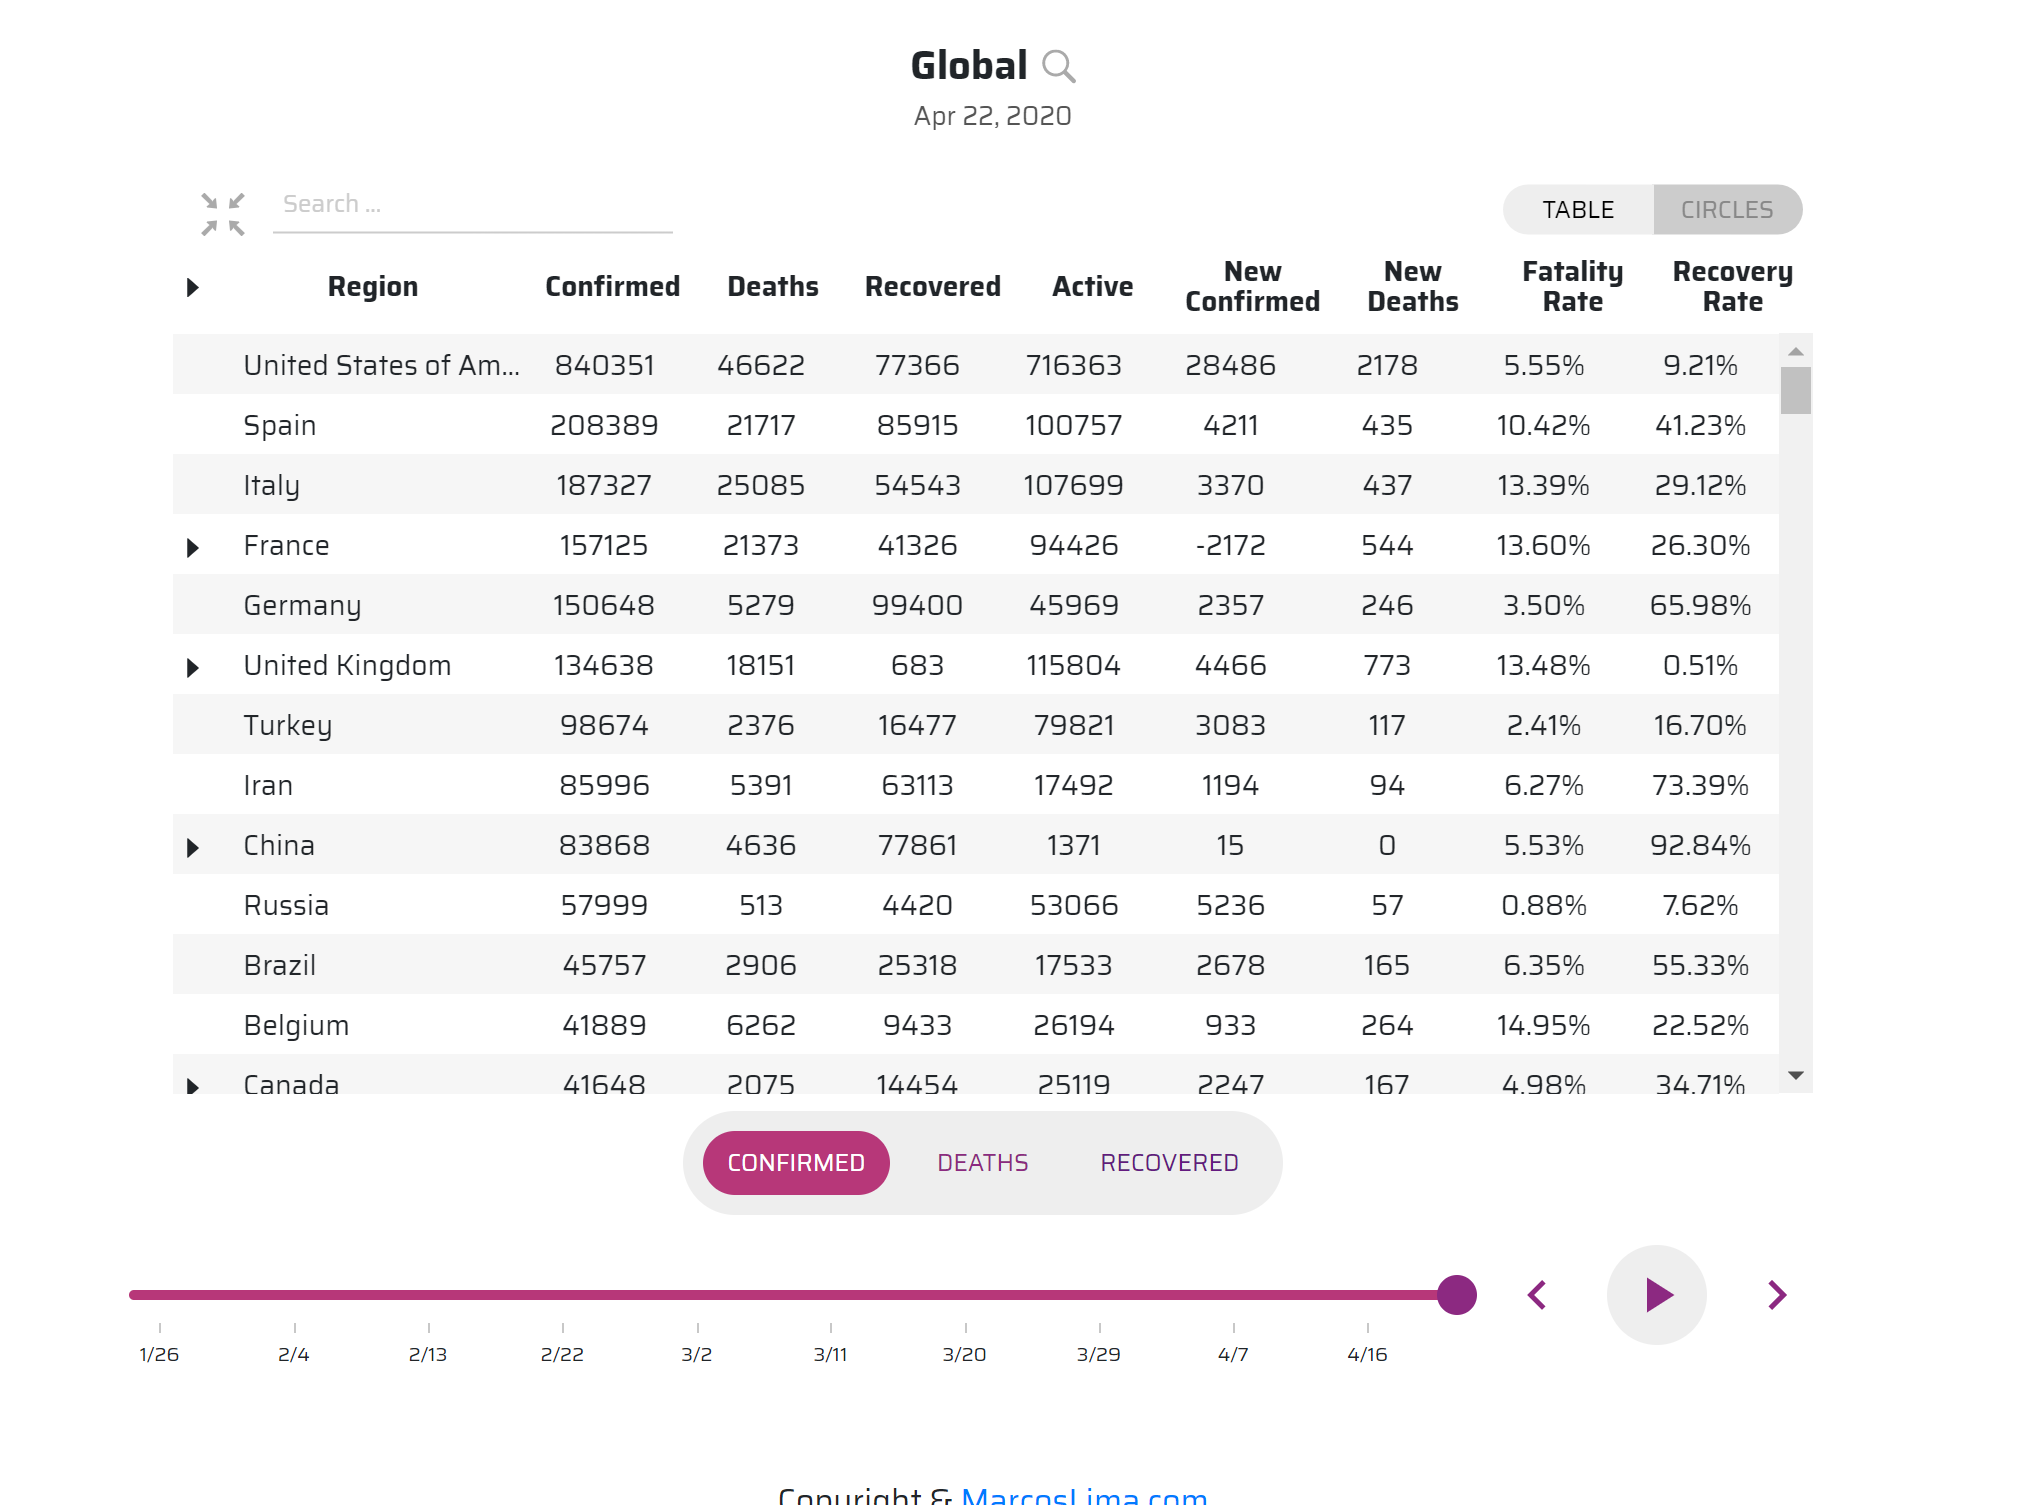 Global
Apr 22, 2020
Search ...
TABLE CIRCLES
Region Confirmed Deaths Recovered Active New Confirmed New Deaths Fatality Rate Recovery Rate
United States of Am... 840351 46622 77366 716363 28486 2178 5.55% 9.21%
Spain 208389 21717 85915 100757 4211 435 10.42% 41.23%
Italy 187327 25085 54543 107699 3370 437 13.39% 29.12%
France 157125 21373 41326 94426 -2172 544 13.60% 26.30%
Germany 150648 5279 99400 45969 2357 246 3.50% 65.98%
United Kingdom 134638 18151 683 115804 4466 773 13.48% 0.51%
Turkey 98674 2376 16477 79821 3083 117 2.41% 16.70%
Iran 85996 5391 63113 17492 1194 94 6.27% 73.39%
China 83868 4636 77861 1371 15 0 5.53% 92.84%
Russia 57999 513 4420 53066 5236 57 0.88% 7.62%
Brazil 45757 2906 25318 17533 2678 165 6.35% 55.33%
Belgium 41889 6262 9433 26194 933 264 14.95% 22.52%
Canada 41648 2075 14454 25119 2247 167 4.98% 34.71%
CONFIRMED DEATHS RECOVERED
1/26 2/4 2/13 2/22 3/2 3/11 3/20 3/29 4/7 4/16
Copyright & MarcosLima.com